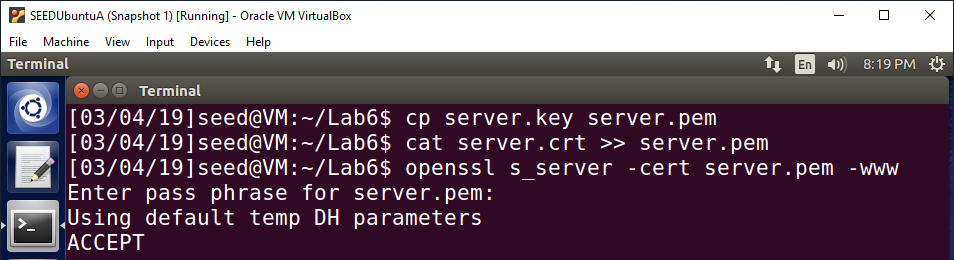 SEEDUbuntuA (Snapshot 1) [Running] - Oracle VM VirtualBox
File Machine View Input Devices Help
Terminal En 8:19 PM
Terminal
[03/04/19]seed@VM:~/Lab6$ cp server.key server.pem
[03/04/19]seed@VM:~/Lab6$ cat server.crt >> server.pem
[03/04/19]seed@VM:~/Lab6$ openssl s_server -cert server.pem -www
Enter pass phrase for server.pem:
Using default temp DH parameters
ACCEPT